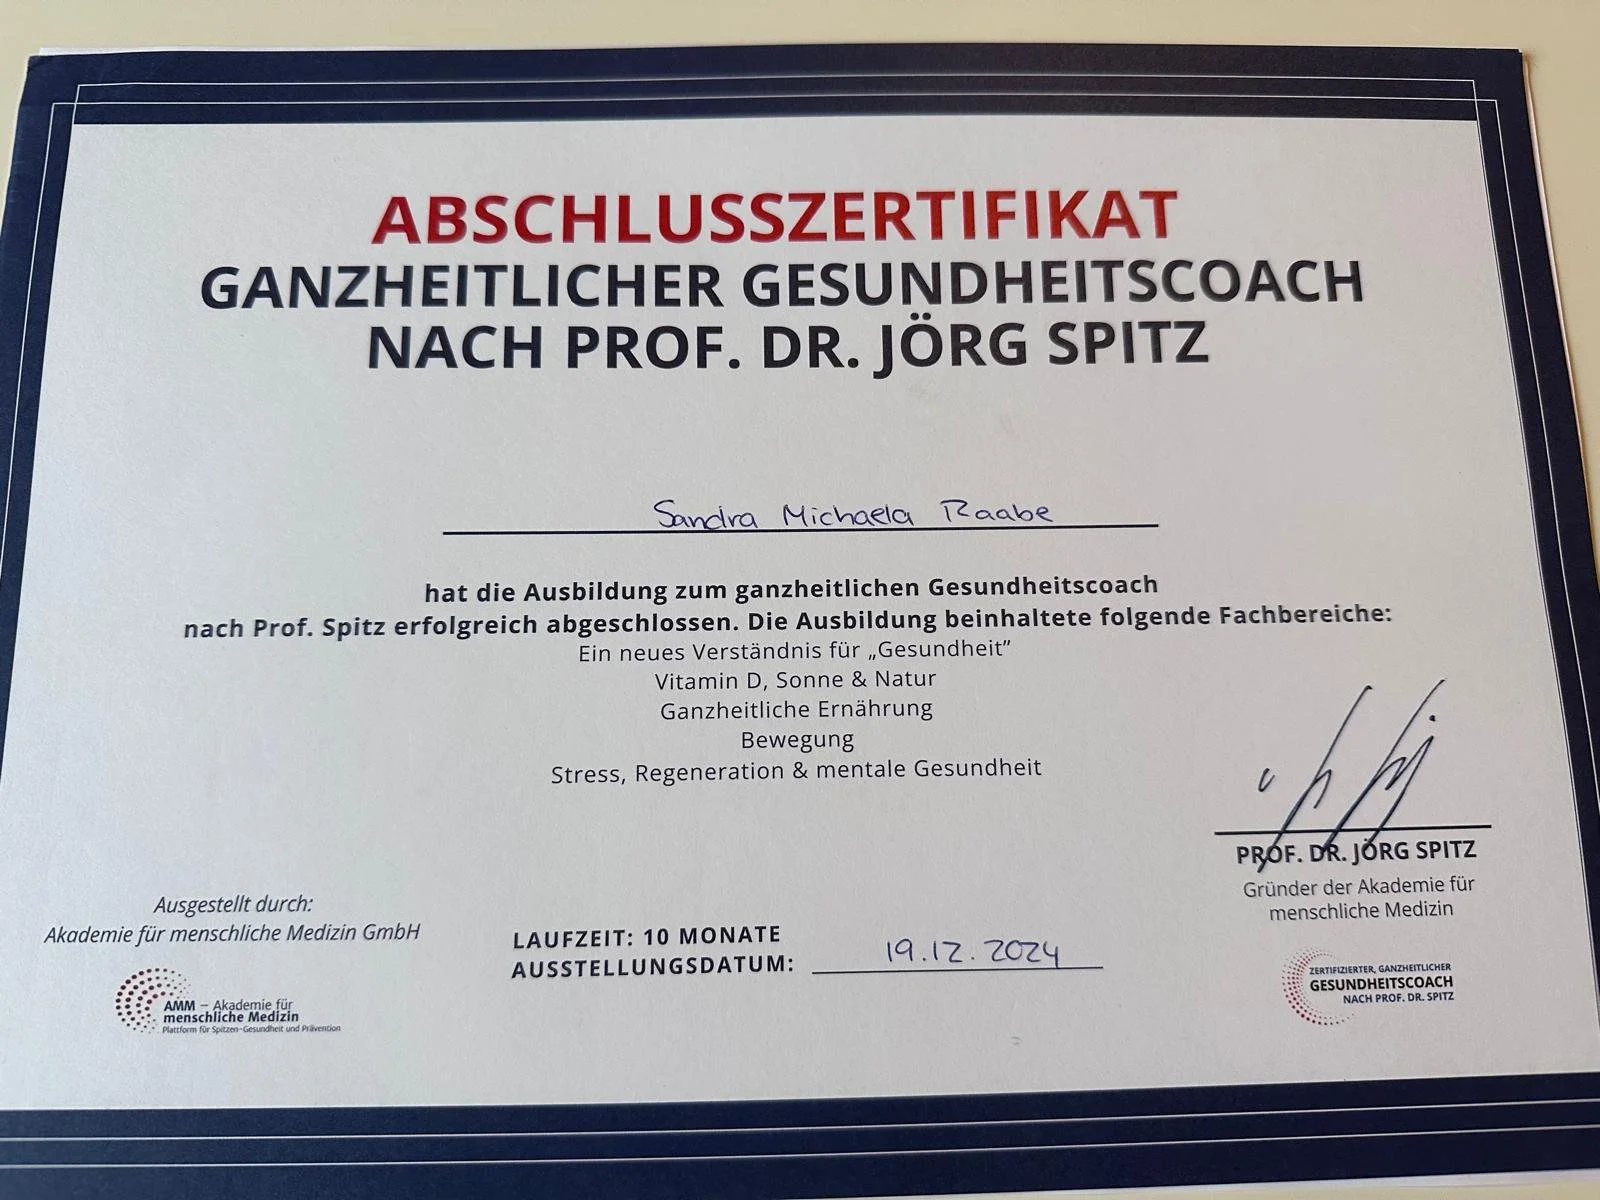 ABSCHLUSSZERTIFIKAT
GANZHEITLICHER GESUNDHEITSCOACH
NACH PROF. DR. JÖRG SPITZ
Sandra Michaela Raabe
hat die Ausbildung zum ganzheitlichen Gesundheitscoach
nach Prof. Spitz erfolgreich abgeschlossen. Die Ausbildung beinhaltete folgende Fachbereiche:
Ein neues Verständnis für „Gesundheit”
Vitamin D, Sonne & Natur
Ganzheitliche Ernährung
Bewegung
Stress, Regeneration & mentale Gesundheit
PROF. DR. JÖRG SPITZ
Gründer der Akademie für
menschliche Medizin
Ausgestellt durch:
Akademie für menschliche Medizin GmbH
AMM – Akademie für
menschliche Medizin
Plattform für Spitzen-Gesundheit und Prävention
LAUFZEIT: 10 MONATE
AUSSTELLUNGSDATUM: 19.12.2024
ZERTIFIZIERTER, GANZHEITLICHER
GESUNDHEITSCOACH
NACH PROF. DR. SPITZ